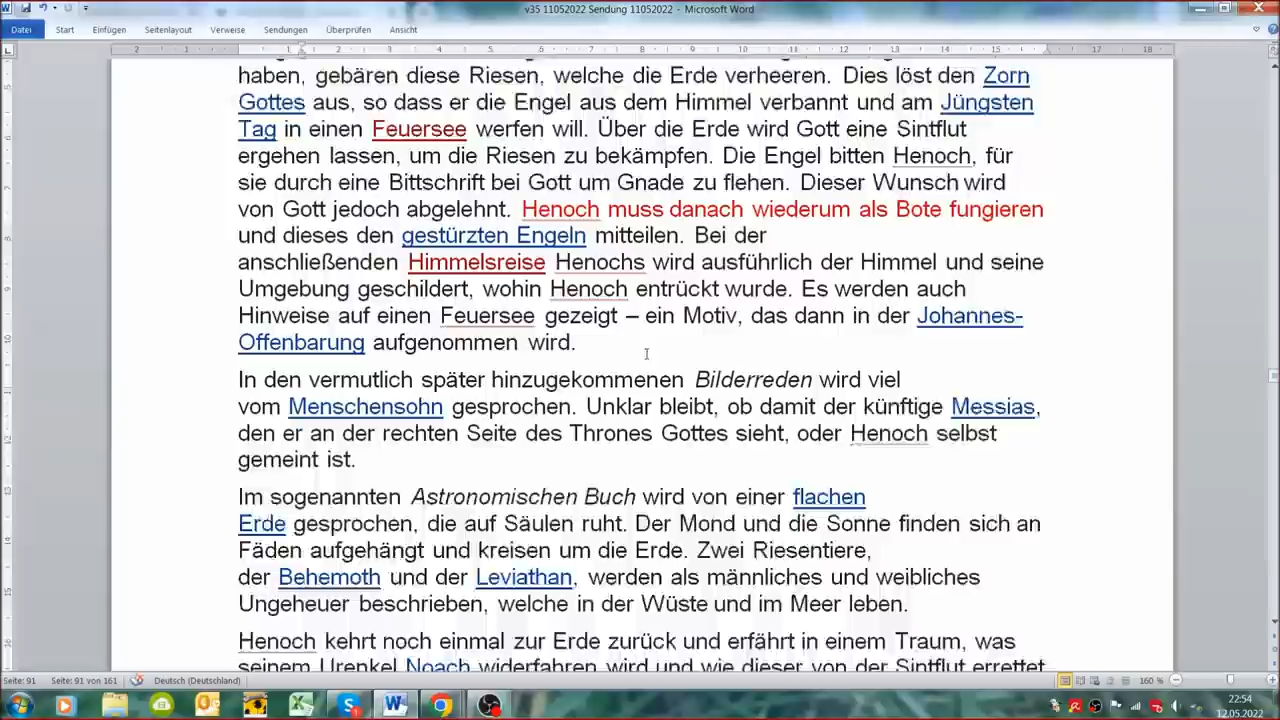 v35 11052022 Sendung 11052022 - Microsoft Word
Datei Start Einfügen Seitenlayout Verweise Sendungen Überprüfen Ansicht
haben, gebären diese Riesen, welche die Erde verheeren. Dies löst den Zorn
Gottes aus, so dass er die Engel aus dem Himmel verbannt und am Jüngsten
Tag in einen Feuersee werfen will. Über die Erde wird Gott eine Sintflut
ergehen lassen, um die Riesen zu bekämpfen. Die Engel bitten Henoch, für
sie durch eine Bittschrift bei Gott um Gnade zu flehen. Dieser Wunsch wird
von Gott jedoch abgelehnt. Henoch muss danach wiederum als Bote fungieren
und dieses den gestürzten Engeln mitteilen. Bei der
anschließenden Himmelsreise Henochs wird ausführlich der Himmel und seine
Umgebung geschildert, wohin Henoch entrückt wurde. Es werden auch
Hinweise auf einen Feuersee gezeigt – ein Motiv, das dann in der Johannes-
Offenbarung aufgenommen wird.
In den vermutlich später hinzugekommenen Bilderreden wird viel
vom Menschensohn gesprochen. Unklar bleibt, ob damit der künftige Messias,
den er an der rechten Seite des Thrones Gottes sieht, oder Henoch selbst
gemeint ist.
Im sogenannten Astronomischen Buch wird von einer flachen
Erde gesprochen, die auf Säulen ruht. Der Mond und die Sonne finden sich an
Fäden aufgehängt und kreisen um die Erde. Zwei Riesentiere,
der Behemoth und der Leviathan, werden als männliches und weibliches
Ungeheuer beschrieben, welche in der Wüste und im Meer leben.
Henoch kehrt noch einmal zur Erde zurück und erfährt in einem Traum, was
seinem Urenkel Noach widerfahren wird und wie dieser von der Sintflut errettet
Seite: 91 Seite: 91 von 161 Deutsch (Deutschland) 160 %
22:54
12.05.2022